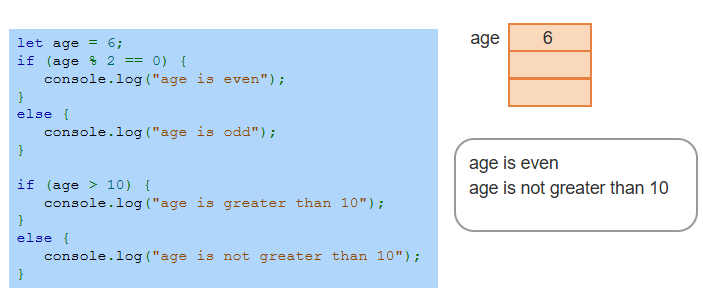 let age = 6;
if (age % 2 == 0) {
   console.log("age is even");
}
else {
   console.log("age is odd");
}

if (age > 10) {
   console.log("age is greater than 10");
}
else {
   console.log("age is not greater than 10");
}
age 6
age is even
age is not greater than 10